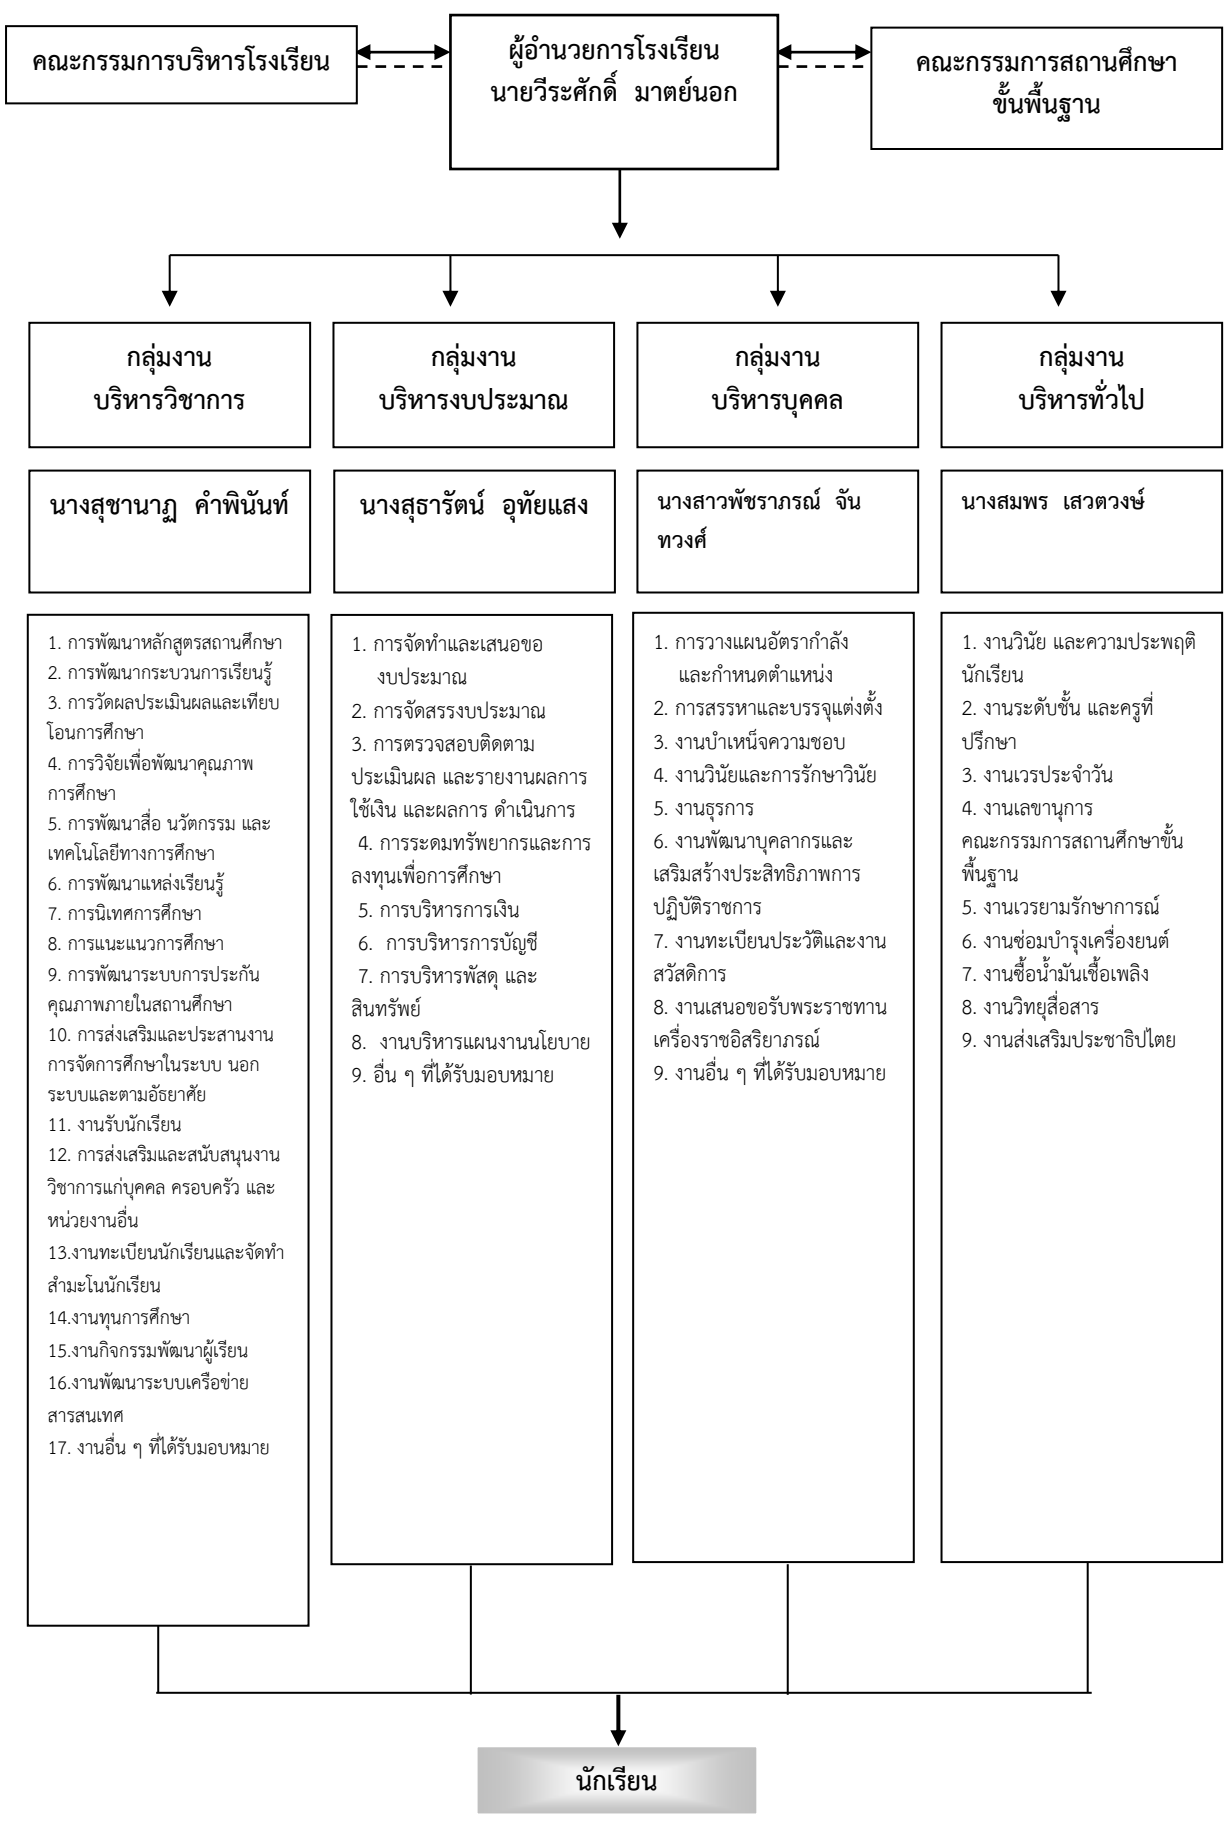 คณะกรรมการบริหารโรงเรียน
ผู้อำนวยการโรงเรียน
นายวีระศักดิ์ มาตย์นอก
คณะกรรมการสถานศึกษา
ขั้นพื้นฐาน
กลุ่มงาน
บริหารวิชาการ
กลุ่มงาน
บริหารงบประมาณ
กลุ่มงาน
บริหารบุคคล
กลุ่มงาน
บริหารทั่วไป
นางสุชานาฏ คำพินันท์
นางสุธารัตน์ อุทัยแสง
นางสาวพัชราภรณ์ จัน
ทวงศ์
นางสมพร เสวตวงษ์
1. การพัฒนาหลักสูตรสถานศึกษา
2. การพัฒนากระบวนการเรียนรู้
3. การวัดผลประเมินผลและเทียบ
โอนการศึกษา
4. การวิจัยเพื่อพัฒนาคุณภาพ
การศึกษา
5. การพัฒนาสื่อ นวัตกรรม และ
เทคโนโลยีทางการศึกษา
6. การพัฒนาแหล่งเรียนรู้
7. การนิเทศการศึกษา
8. การแนะแนวการศึกษา
9. การพัฒนาระบบการประกัน
คุณภาพภายในสถานศึกษา
10. การส่งเสริมและประสานงาน
การจัดการศึกษาในระบบ นอก
ระบบและตามอัธยาศัย
11. งานรับนักเรียน
12. การส่งเสริมและสนับสนุนงาน
วิชาการแก่บุคคล ครอบครัว และ
หน่วยงานอื่น
13.งานทะเบียนนักเรียนและจัดทำ
สำมะโนนักเรียน
14.งานทุนการศึกษา
15.งานกิจกรรมพัฒนาผู้เรียน
16.งานพัฒนาระบบเครือข่าย
สารสนเทศ
17. งานอื่น ๆ ที่ได้รับมอบหมาย
1. การจัดทำและเสนอขอ
งบประมาณ
2. การจัดสรรงบประมาณ
3. การตรวจสอบติดตาม
ประเมินผล และรายงานผลการ
ใช้เงิน และผลการ ดำเนินการ
4. การระดมทรัพยากรและการ
ลงทุนเพื่อการศึกษา
5. การบริหารการเงิน
6. การบริหารการบัญชี
7. การบริหารพัสดุ และ
สินทรัพย์
8. งานบริหารแผนงานนโยบาย
9. อื่น ๆ ที่ได้รับมอบหมาย
1. การวางแผนอัตรากำลัง
และกำหนดตำแหน่ง
2. การสรรหาและบรรจุแต่งตั้ง
3. งานบำเหน็จความชอบ
4. งานวินัยและการรักษาวินัย
5. งานธุรการ
6. งานพัฒนาบุคลากรและ
เสริมสร้างประสิทธิภาพการ
ปฏิบัติราชการ
7. งานทะเบียนประวัติและงาน
สวัสดิการ
8. งานเสนอขอรับพระราชทาน
เครื่องราชอิสริยาภรณ์
9. งานอื่น ๆ ที่ได้รับมอบหมาย
1. งานวินัย และความประพฤติ
นักเรียน
2. งานระดับชั้น และครูที่
ปรึกษา
3. งานเวรประจำวัน
4. งานเลขานุการ
คณะกรรมการสถานศึกษาขั้น
พื้นฐาน
5. งานเวรยามรักษาการณ์
6. งานซ่อมบำรุงเครื่องยนต์
7. งานซื้อน้ำมันเชื้อเพลิง
8. งานวิทยุสื่อสาร
9. งานส่งเสริมประชาธิปไตย
นักเรียน